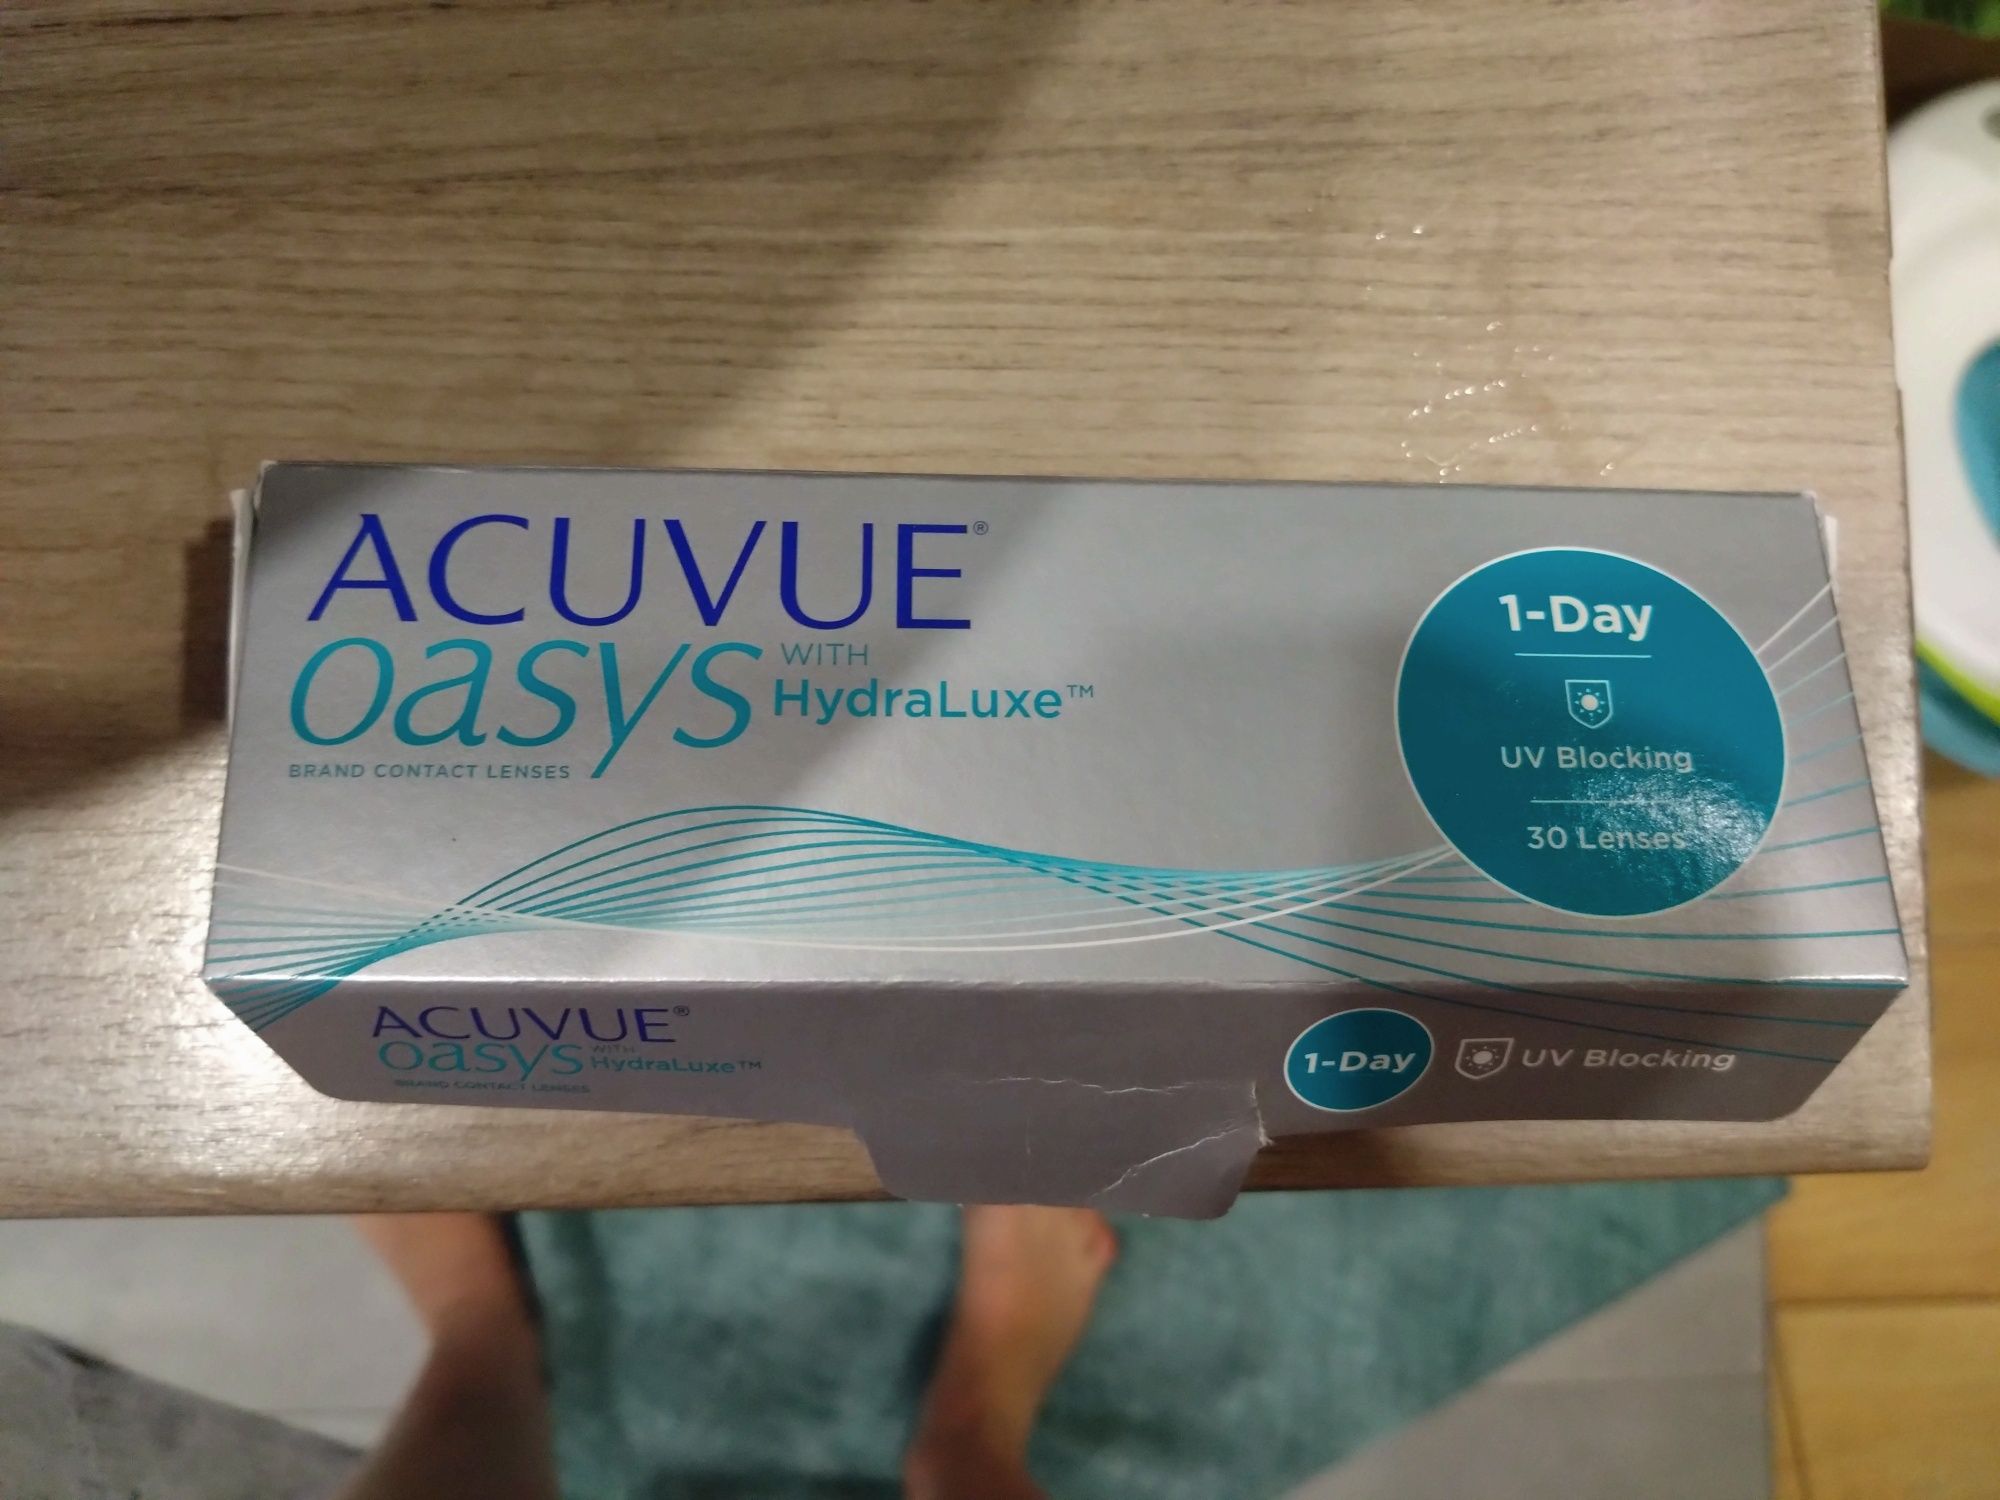 ACUVUE®
oasys WITH HydraLuxe™
BRAND CONTACT LENSES
1-Day
UV Blocking
30 Lenses
ACUVUE®
oasys WITH HydraLuxe™
BRAND CONTACT LENSES
1-Day
UV Blocking